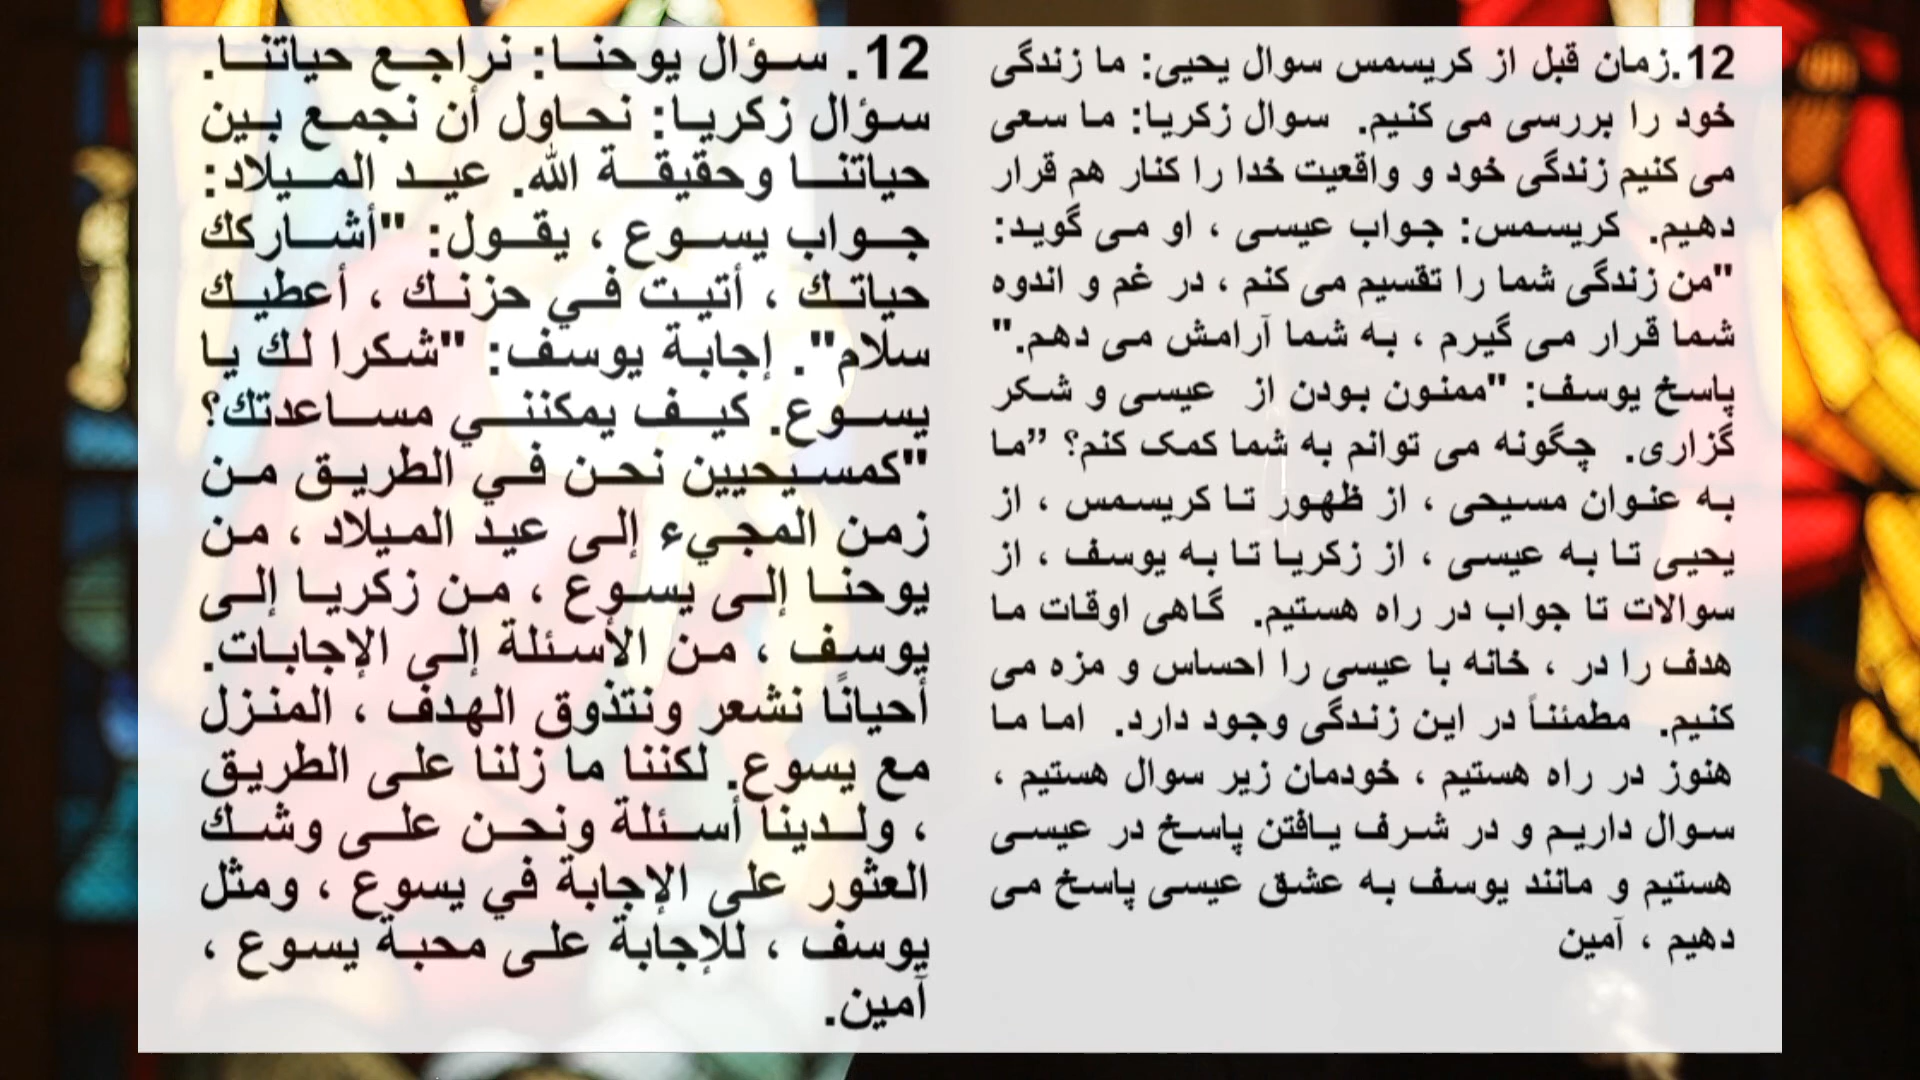 12.زمان قبل از کریسمس سوال یحیی: ما زندگی
خود را بررسی می کنیم. سوال زکریا: ما سعی
می کنیم زندگی خود و واقعیت خدا را کنار هم قرار
دهیم. کریسمس: جواب عیسی ، او می گوید:
"من زندگی شما را تقسیم می کنم ، در غم و اندوه
شما قرار می گیرم ، به شما آرامش می دهم."
پاسخ یوسف: "ممنون بودن از عیسی و شکر
گزاری. چگونه می توانم به شما کمک کنم؟ ”ما
به عنوان مسیحی ، از ظهور تا کریسمس ، از
یحیی تا به عیسی ، از زکریا تا به یوسف ، از
سوالات تا جواب در راه هستیم. گاهی اوقات ما
هدف را در ، خانه با عیسی را احساس و مزه می
کنیم. مطمئناً در این زندگی وجود دارد. اما ما
هنوز در راه هستیم ، خودمان زیر سوال هستیم ،
سوال داریم و در شرف یافتن پاسخ در عیسی
هستیم و مانند یوسف به عشق عیسی پاسخ می
دهیم ، آمین
12. سؤال يوحنا: نراجع حياتنا.
سؤال زكريا: نحاول أن نجمع بين
حياتنا وحقيقة الله. عيد الميلاد:
جواب يسوع ، يقول: "أشاركك
حياتك ، أتيت في حزنك ، أعطيك
سلام". إجابة يوسف: "شكرا لك يا
يسوع. كيف يمكنني مساعدتك؟
"كمسيحيين نحن في الطريق من
زمن المجيء إلى عيد الميلاد ، من
يوحنا إلى يسوع ، من زكريا إلى
يوسف ، من الأسئلة إلى الإجابات.
أحيانًا نشعر ونتذوق الهدف ، المنزل
مع يسوع. لكننا ما زلنا على الطريق
، ولدينا أسئلة ونحن على وشك
العثور على الإجابة في يسوع ، ومثل
يوسف ، للإجابة على محبة يسوع ،
آمين.